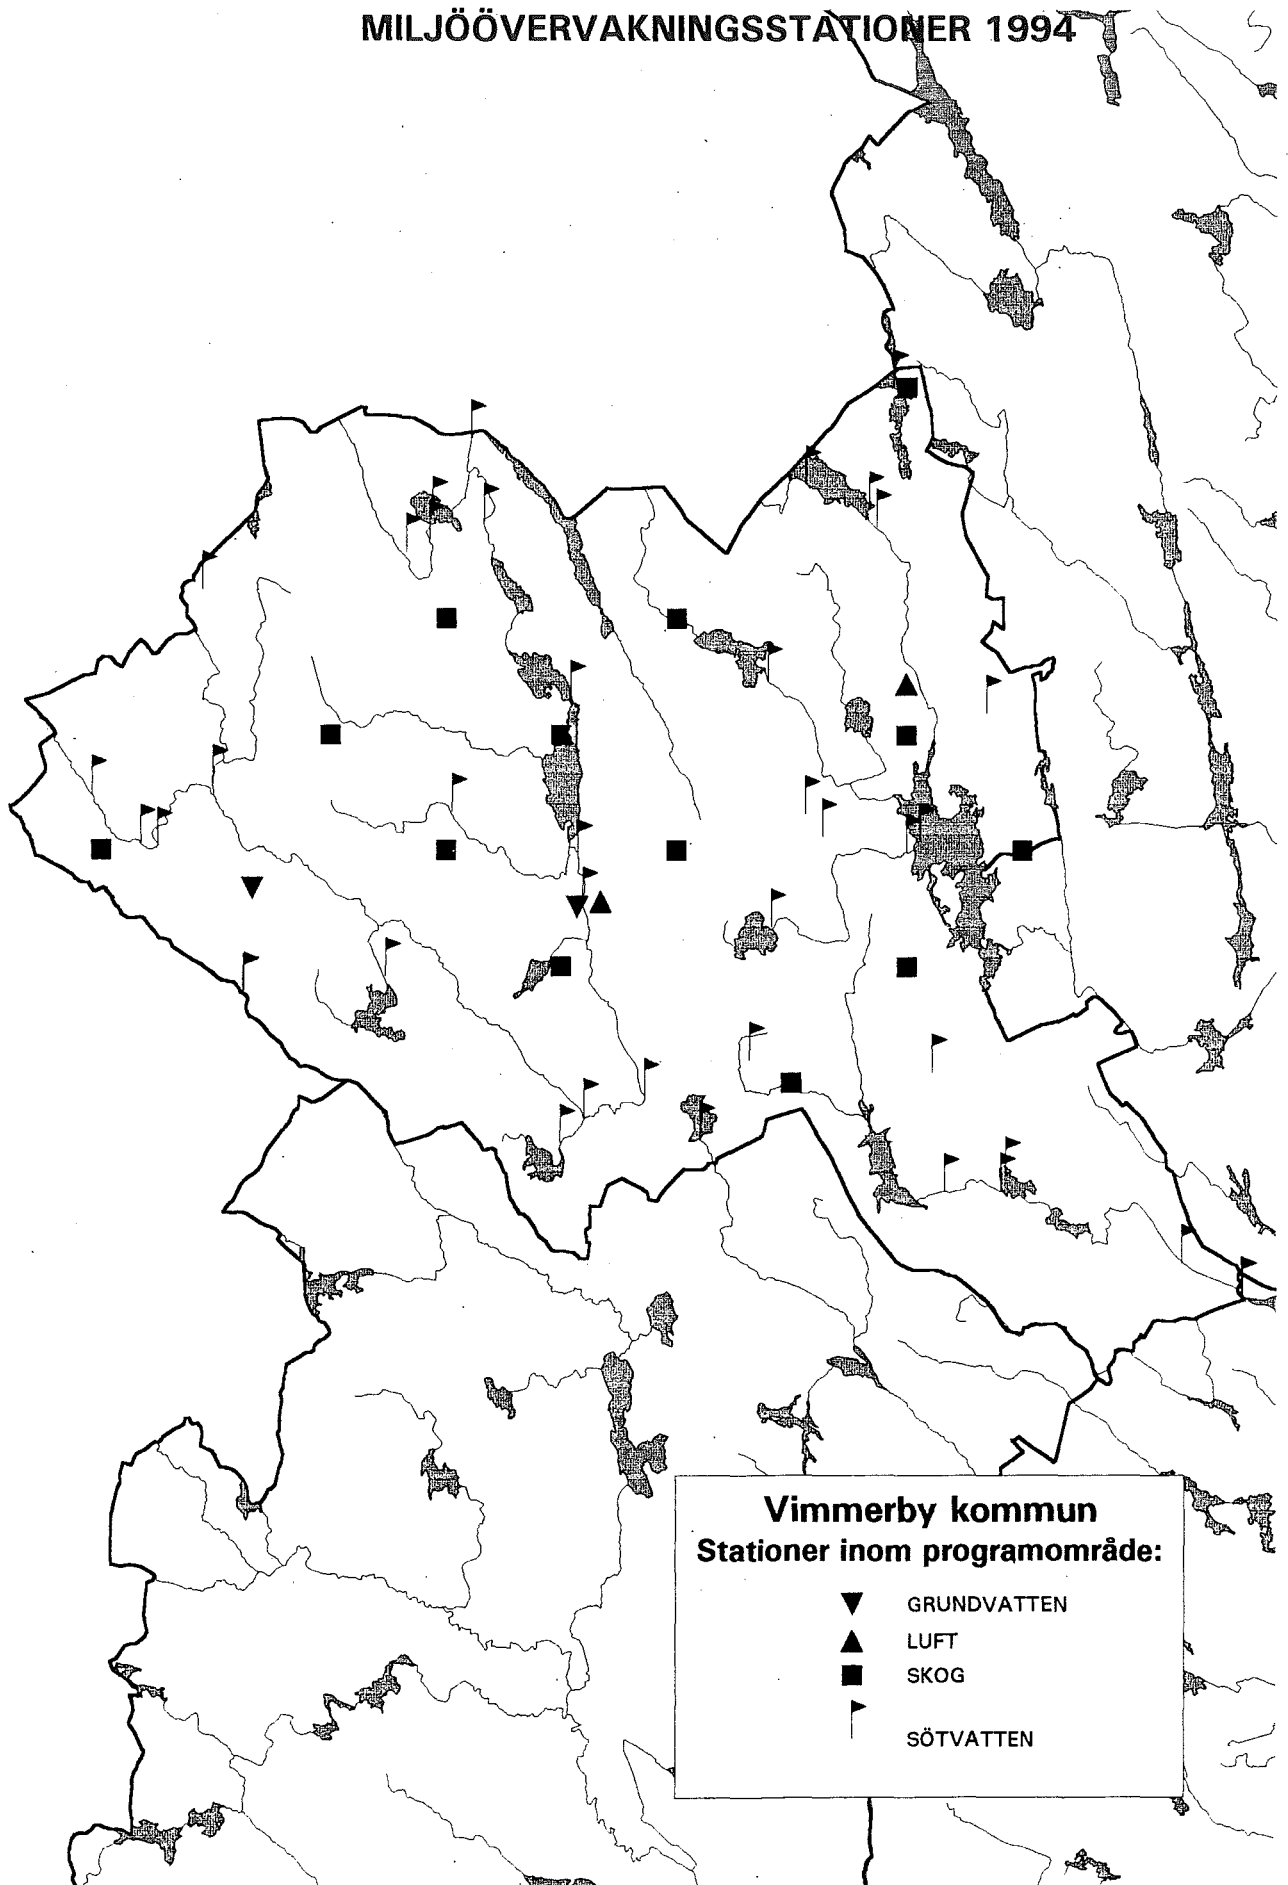 MILJÖÖVERVAKNINGSSTATIONER 1994
Vimmerby kommun
Stationer inom programområde:
GRUNDVATTEN
LUFT
SKOG
SÖTVATTEN